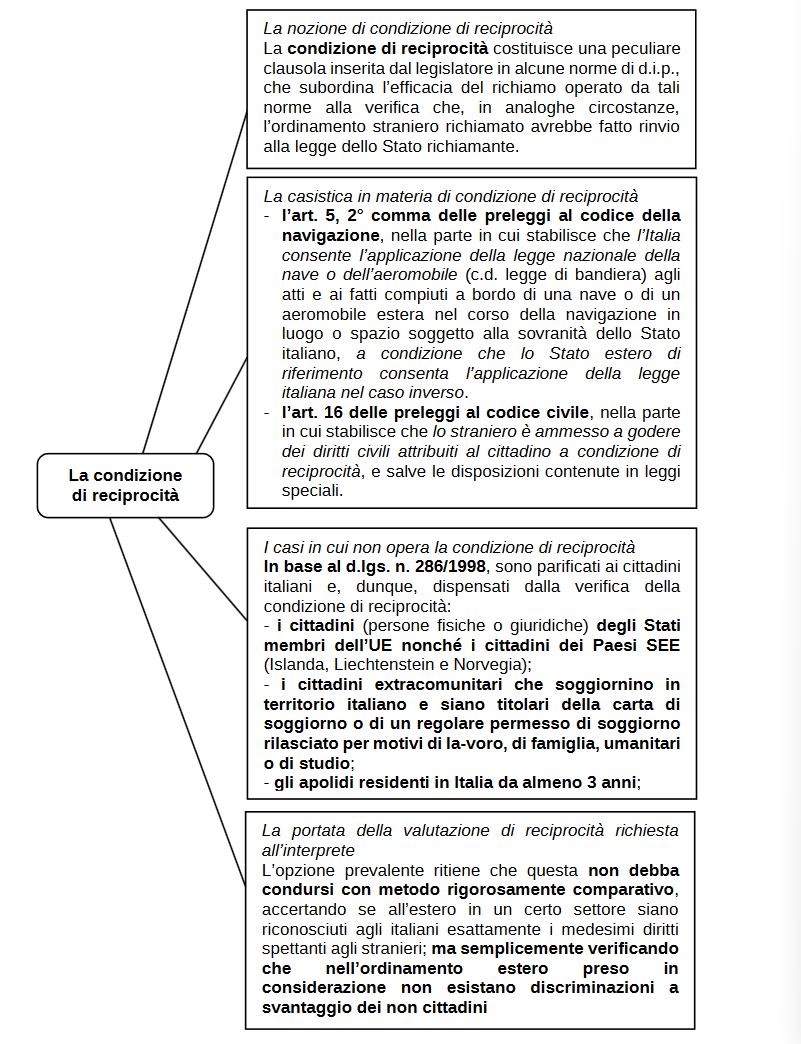 La nozione di condizione di reciprocità
La condizione di reciprocità costituisce una peculiare
clausola inserita dal legislatore in alcune norme di d.i.p.,
che subordina l’efficacia del richiamo operato da tali
norme alla verifica che, in analoghe circostanze,
l’ordinamento straniero richiamato avrebbe fatto rinvio
alla legge dello Stato richiamante.
La casistica in materia di condizione di reciprocità
- l’art. 5, 2° comma delle preleggi al codice della
navigazione, nella parte in cui stabilisce che l’Italia
consente l’applicazione della legge nazionale della
nave o dell’aeromobile (c.d. legge di bandiera) agli
atti e ai fatti compiuti a bordo di una nave o di un
aeromobile estera nel corso della navigazione in
luogo o spazio soggetto alla sovranità dello Stato
italiano, a condizione che lo Stato estero di
riferimento consenta l’applicazione della legge
italiana nel caso inverso.
- l’art. 16 delle preleggi al codice civile, nella parte
in cui stabilisce che lo straniero è ammesso a godere
dei diritti civili attribuiti al cittadino a condizione di
reciprocità, e salve le disposizioni contenute in leggi
speciali.
La condizione
di reciprocità
I casi in cui non opera la condizione di reciprocità
In base al d.lgs. n. 286/1998, sono parificati ai cittadini
italiani e, dunque, dispensati dalla verifica della
condizione di reciprocità:
- i cittadini (persone fisiche o giuridiche) degli Stati
membri dell’UE nonché i cittadini dei Paesi SEE
(Islanda, Liechtenstein e Norvegia);
- i cittadini extracomunitari che soggiornino in
territorio italiano e siano titolari della carta di
soggiorno o di un regolare permesso di soggiorno
rilasciato per motivi di la-voro, di famiglia, umanitari
o di studio;
- gli apolidi residenti in Italia da almeno 3 anni;
La portata della valutazione di reciprocità richiesta
all’interprete
L’opzione prevalente ritiene che questa non debba
condursi con metodo rigorosamente comparativo,
accertando se all’estero in un certo settore siano
riconosciuti agli italiani esattamente i medesimi diritti
spettanti agli stranieri; ma semplicemente verificando
che nell’ordinamento estero preso in
considerazione non esistano discriminazioni a
svantaggio dei non cittadini